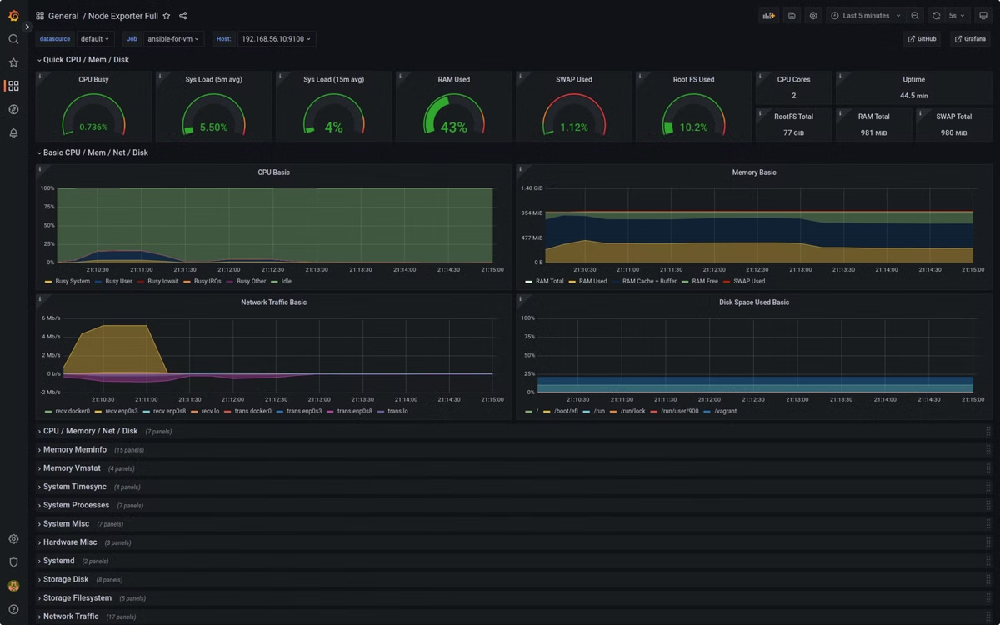 General / Node Exporter Full
Last 5 minutes
5s
datasource default Job ansible-for-vm Host: 192.168.56.10:9100
GitHub Grafana
Quick CPU / Mem / Disk
CPU Busy
0.736%
Sys Load (5m avg)
5.50%
Sys Load (15m avg)
4%
RAM Used
43%
SWAP Used
1.12%
Root FS Used
10.2%
CPU Cores
2
Uptime
44.5 min
RootFS Total
77 GiB
RAM Total
981 MiB
SWAP Total
980 MiB
Basic CPU / Mem / Net / Disk
CPU Basic
100%
75%
50%
25%
0%
21:10:30 21:11:00 21:11:30 21:12:00 21:12:30 21:13:00 21:13:30 21:14:00 21:14:30 21:15:00
Busy System Busy User Busy Iowait Busy IRQs Busy Other Idle
Memory Basic
1.40 GiB
954 MiB
477 MiB
0 B
21:10:30 21:11:00 21:11:30 21:12:00 21:12:30 21:13:00 21:13:30 21:14:00 21:14:30 21:15:00
RAM Total RAM Used RAM Cache + Buffer RAM Free SWAP Used
Network Traffic Basic
6 Mb/s
4 Mb/s
2 Mb/s
0 b/s
-2 Mb/s
21:10:30 21:11:00 21:11:30 21:12:00 21:12:30 21:13:00 21:13:30 21:14:00 21:14:30 21:15:00
recv docker0 recv enp0s3 recv enp0s8 recv lo trans docker0 trans enp0s3 trans enp0s8 trans lo
Disk Space Used Basic
100%
75%
50%
25%
0%
21:10:30 21:11:00 21:11:30 21:12:00 21:12:30 21:13:00 21:13:30 21:14:00 21:14:30 21:15:00
/ /boot/efi /run /run/lock /run/user/900 /vagrant
CPU / Memory / Net / Disk (7 panels)
Memory Meminfo (15 panels)
Memory Vmstat (4 panels)
System Timesync (4 panels)
System Processes (7 panels)
System Misc (7 panels)
Hardware Misc (3 panels)
Systemd (2 panels)
Storage Disk (8 panels)
Storage Filesystem (5 panels)
Network Traffic (17 panels)